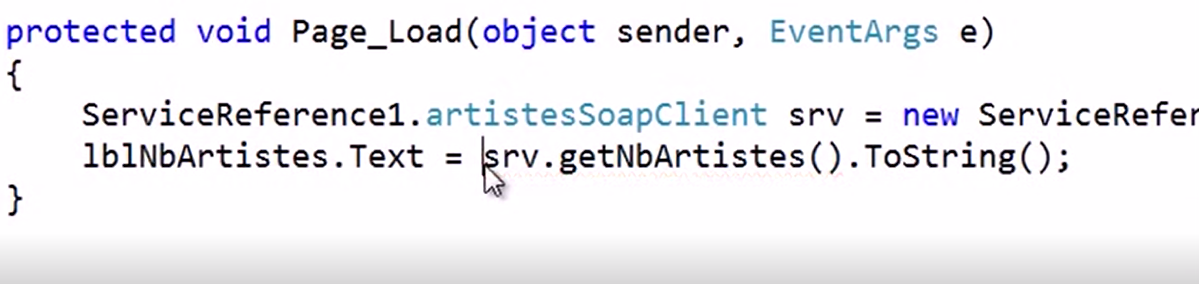 protected void Page_Load(object sender, EventArgs e)
{
ServiceReference1.artistesSoapClient srv = new ServiceRefer
lblNbArtistes.Text = srv.getNbArtistes().ToString();
}